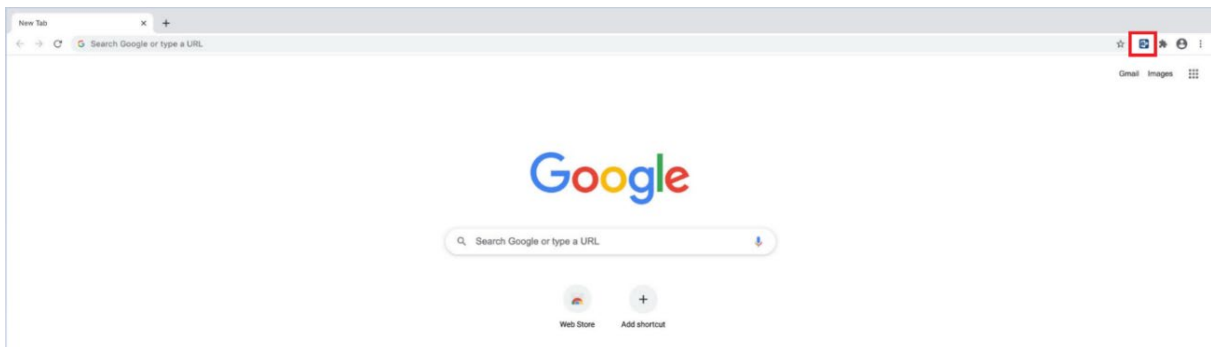 New Tab
Search Google or type a URL
Gmail Images
Google
Search Google or type a URL
Web Store Add shortcut